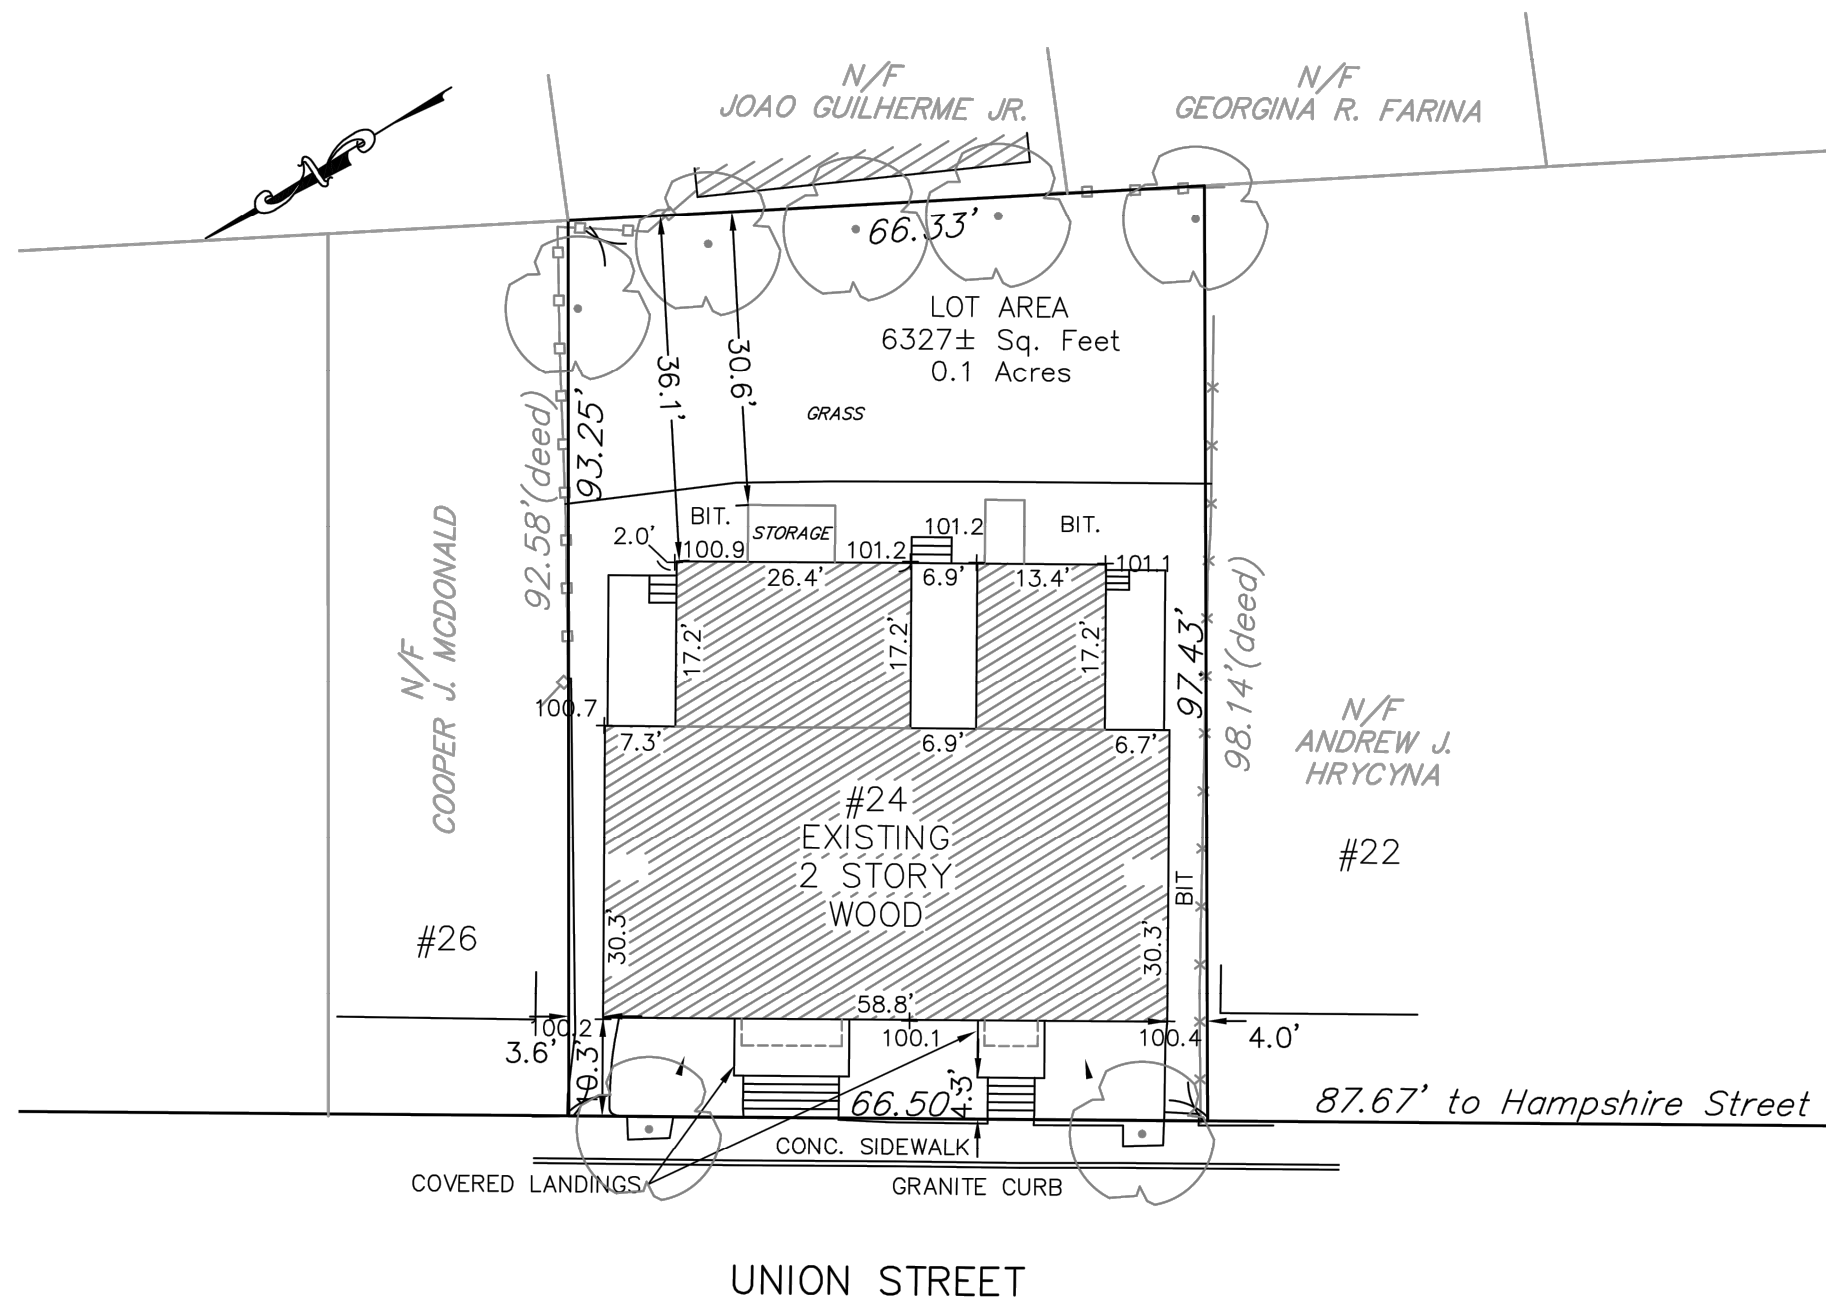 N/F
JOAO GUILHERME JR.
N/F
GEORGINA R. FARINA
N
66.33'
LOT AREA
6327± Sq. Feet
0.1 Acres
36.1'
30.6'
GRASS
93.25'
92.58'(deed)
N/F
COOPER J. MCDONALD
BIT.
STORAGE
101.2
BIT.
2.0'
100.9
101.2
101.1
26.4'
6.9'
13.4'
17.2'
17.2'
17.2'
97.43'
98.14'(deed)
100.7
7.3'
6.9'
6.7'
N/F
ANDREW J.
HRYCYNA
#24
EXISTING
2 STORY
WOOD
#22
BIT
#26
30.3'
30.3'
58.8'
100.2
100.1
100.4
3.6'
4.0'
10.3'
4.3'
66.50'
87.67' to Hampshire Street
CONC. SIDEWALK
COVERED LANDINGS
GRANITE CURB
UNION STREET